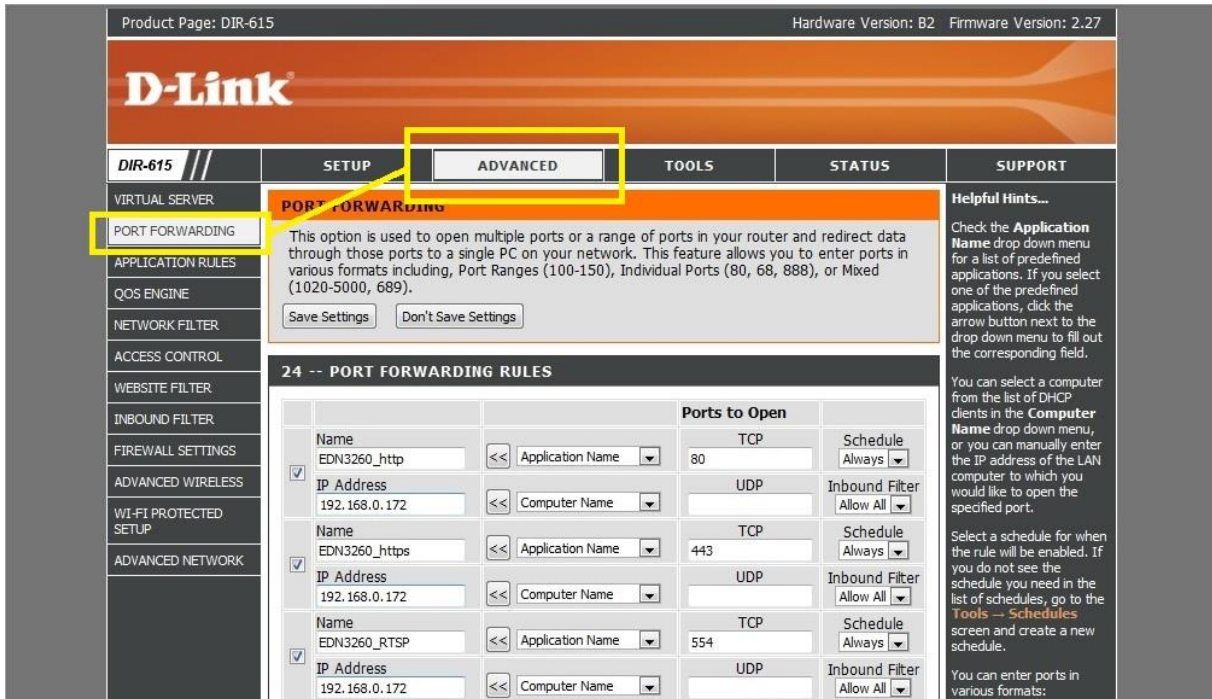 Product Page: DIR-615 Hardware Version: B2 Firmware Version: 2.27
D-Link
DIR-615 SETUP ADVANCED TOOLS STATUS SUPPORT
VIRTUAL SERVER
PORT FORWARDING
APPLICATION RULES
QOS ENGINE
NETWORK FILTER
ACCESS CONTROL
WEBSITE FILTER
INBOUND FILTER
FIREWALL SETTINGS
ADVANCED WIRELESS
WI-FI PROTECTED
SETUP
ADVANCED NETWORK
PORT FORWARDING
This option is used to open multiple ports or a range of ports in your router and redirect data
through those ports to a single PC on your network. This feature allows you to enter ports in
various formats including, Port Ranges (100-150), Individual Ports (80, 68, 888), or Mixed
(1020-5000, 689).
Save Settings Don't Save Settings
24 -- PORT FORWARDING RULES
Ports to Open
Name TCP Schedule
EDN3260_http << Application Name 80 Always
IP Address UDP Inbound Filter
192.168.0.172 << Computer Name Allow All
Name TCP Schedule
EDN3260_https << Application Name 443 Always
IP Address UDP Inbound Filter
192.168.0.172 << Computer Name Allow All
Name TCP Schedule
EDN3260_RTSP << Application Name 554 Always
IP Address UDP Inbound Filter
192.168.0.172 << Computer Name Allow All
Helpful Hints...
Check the Application
Name drop down menu
for a list of predefined
applications. If you select
one of the predefined
applications, click the
arrow button next to the
drop down menu to fill out
the corresponding field.
You can select a computer
from the list of DHCP
clients in the Computer
Name drop down menu,
or you can manually enter
the IP address of the LAN
computer to which you
would like to open the
specified port.
Select a schedule for when
the rule will be enabled. If
you do not see the
schedule you need in the
list of schedules, go to the
Tools → Schedules
screen and create a new
schedule.
You can enter ports in
various formats: